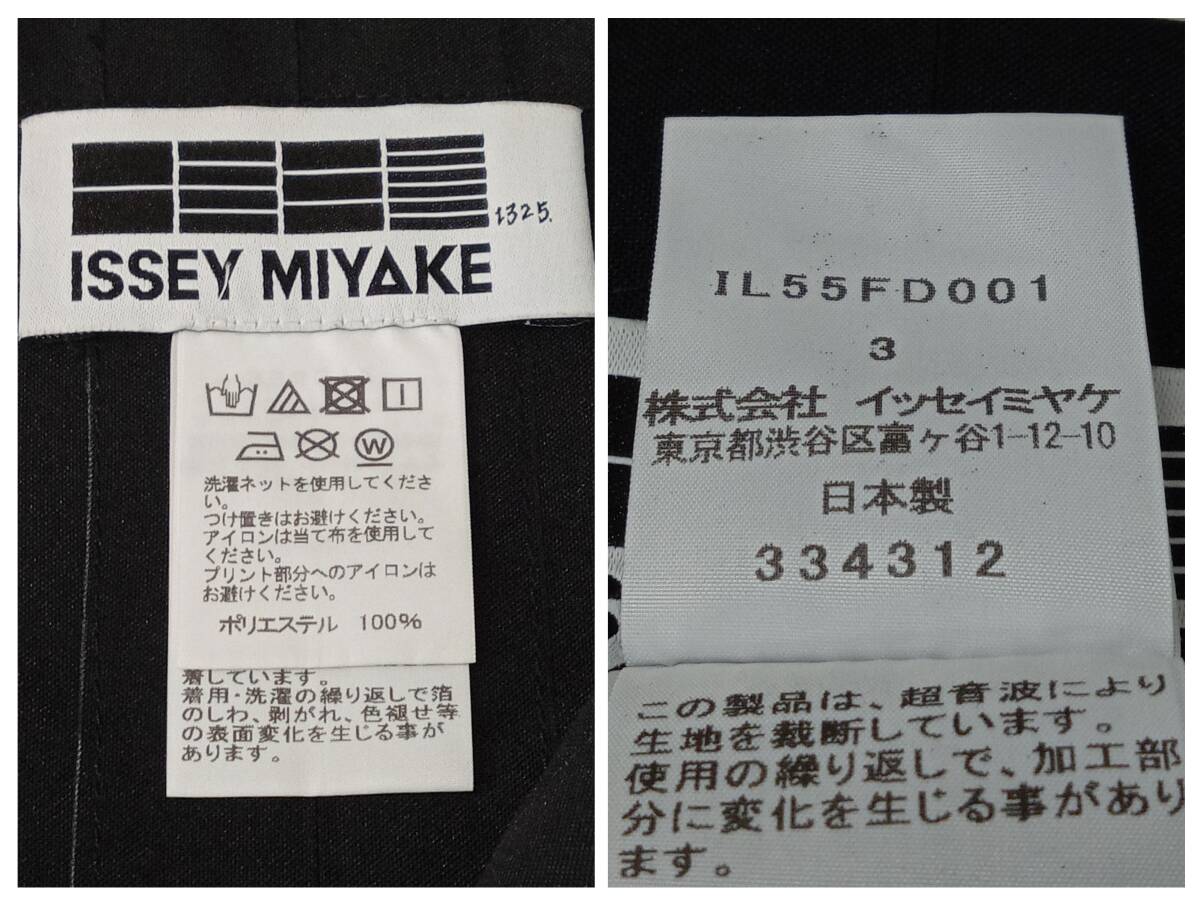 1325.
ISSEY MIYAKE
W
洗濯ネットを使用してくださ
い。
つけ置きはお避けください。
アイロンは当て布を使用して
ください。
プリント部分へのアイロンは
お避けください。
ポリエステル 100%
着しています。
着用・洗濯の繰り返しで箔
のしわ、剥がれ、色褪せ等
の表面変化を生じる事が
あります。
IL55FD001
3
株式会社 イッセイミヤケ
東京都渋谷区富ヶ谷1-12-10
日本製
334312
この製品は、超音波により
生地を裁断しています。
使用の繰り返しで、加工部
分に変化を生じる事があり
ます。